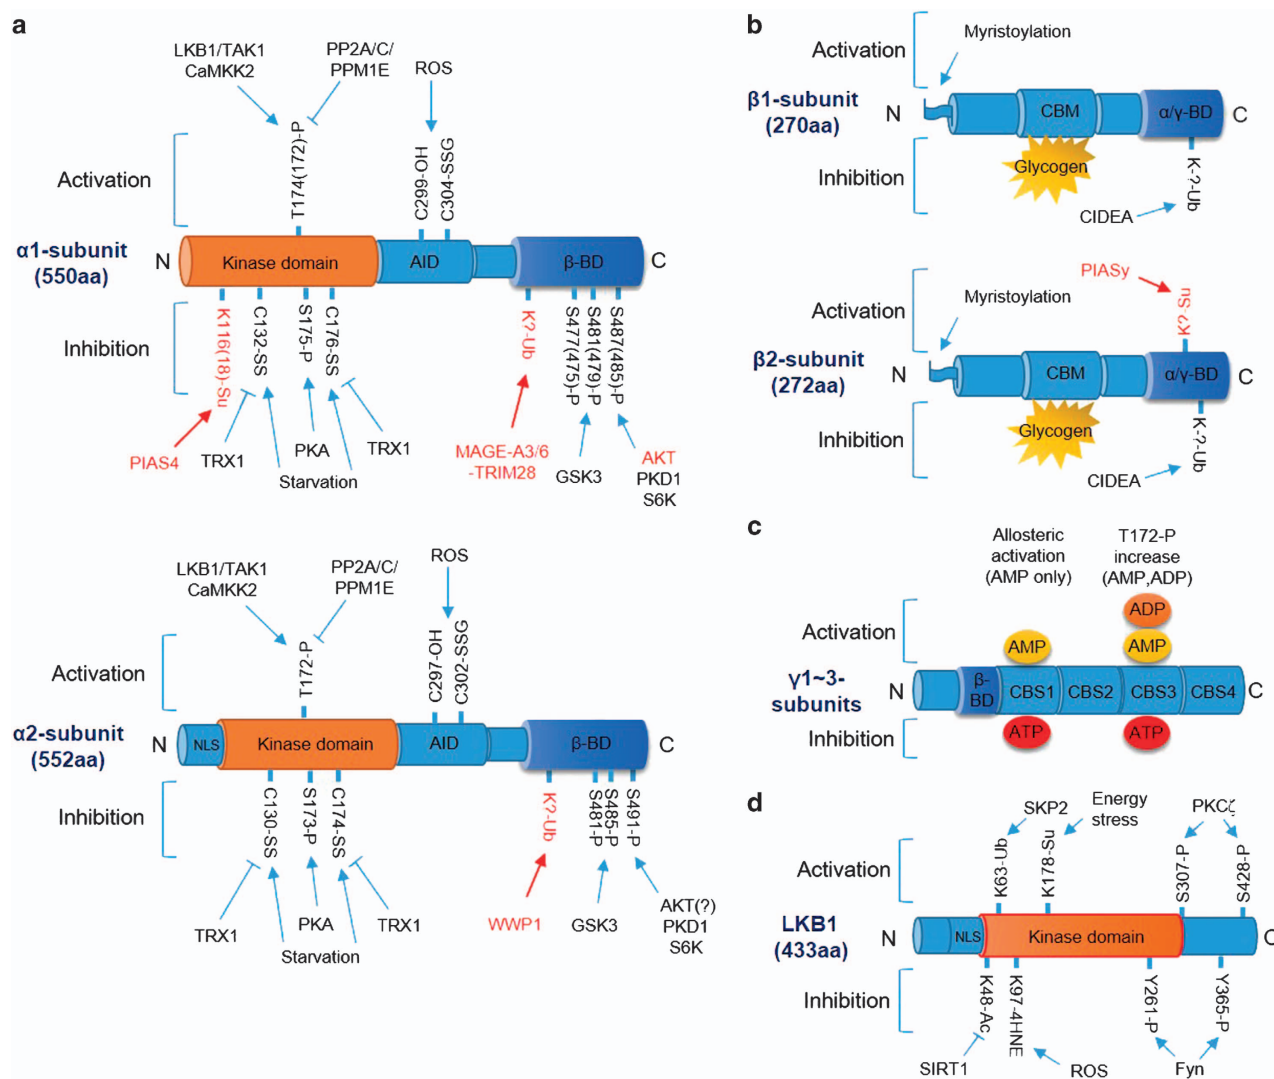 a
LKB1/TAK1
CaMKK2
PP2A/C/
PPM1E
ROS
Activation
T174(172)-P
C299-OH
C304-SSG
α1-subunit
(550aa)
N
Kinase domain
AID
β-BD
C
Inhibition
K116(18)-Su
C132-SS
S175-P
C176-SS
K?-Ub
S477(475)-P
S481(479)-P
S487(485)-P
PIAS4
TRX1
PKA
TRX1
Starvation
MAGE-A3/6
-TRIM28
GSK3
AKT
PKD1
S6K
LKB1/TAK1
CaMKK2
PP2A/C/
PPM1E
ROS
Activation
T172-P
C297-OH
C302-SSG
α2-subunit
(552aa)
N
NLS
Kinase domain
AID
β-BD
C
Inhibition
C130-SS
S173-P
C174-SS
K?-Ub
S481-P
S485-P
S491-P
TRX1
PKA
TRX1
Starvation
WWP1
GSK3
AKT(?)
PKD1
S6K
b
Activation
Myristoylation
β1-subunit
(270aa)
N
CBM
α/γ-BD
C
Inhibition
Glycogen
K-?-Ub
CIDEA
PIASy
Activation
Myristoylation
K?-Su
β2-subunit
(272aa)
N
CBM
α/γ-BD
C
Inhibition
Glycogen
K-?-Ub
CIDEA
c
Allosteric
activation
(AMP only)
T172-P
increase
(AMP,ADP)
Activation
ADP
AMP
AMP
γ1~3-
subunits
N
β-
BD
CBS1
CBS2
CBS3
CBS4
C
Inhibition
ATP
ATP
d
SKP2
Energy
stress
PKCζ
Activation
K63-Ub
K178-Su
S307-P
S428-P
LKB1
(433aa)
N
NLS
Kinase domain
C
Inhibition
K48-Ac
K97-4HNE
Y261-P
Y365-P
SIRT1
ROS
Fyn